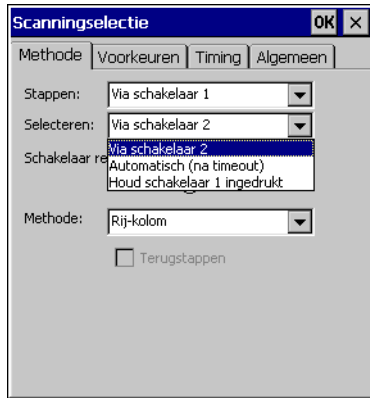 Scanningselectie OK
Methode Voorkeuren Timing Algemeen
Stappen: Via schakelaar 1
Selecteren: Via schakelaar 2
Via schakelaar 2
Schakelaar
Automatisch (na timeout)
Houd schakelaar 1 ingedrukt
Methode: Rij-kolom
Terugstappen